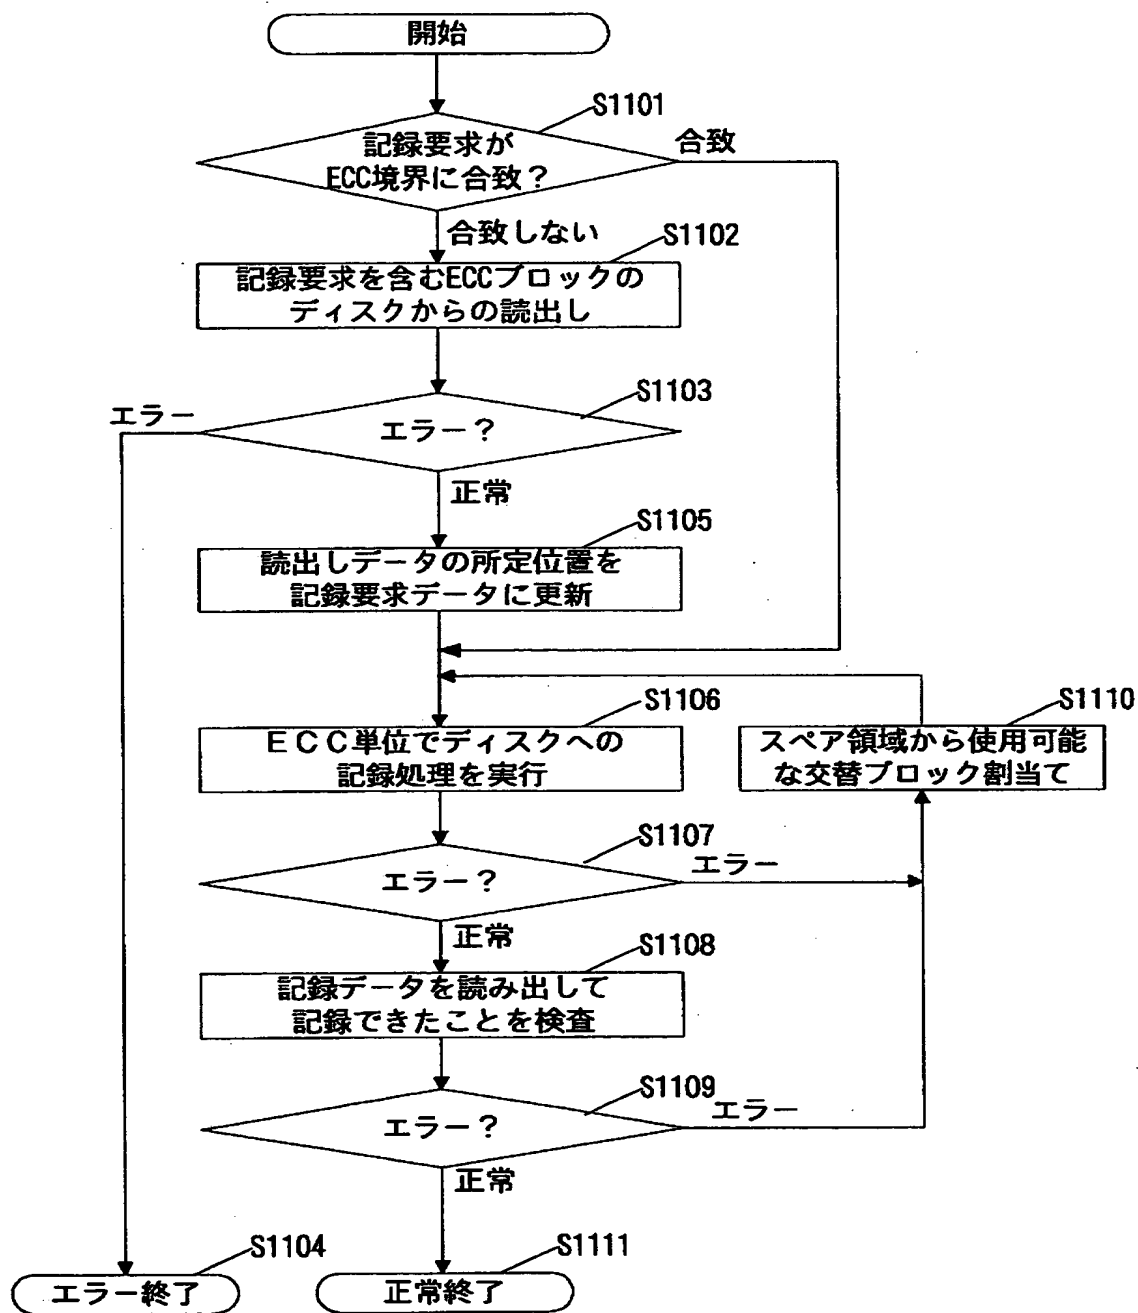 開始
S1101
記録要求が
ECC境界に合致？
合致
合致しない
S1102
記録要求を含むECCブロックの
ディスクからの読出し
S1103
エラー
エラー？
正常
S1105
読出しデータの所定位置を
記録要求データに更新
S1106
ＥＣＣ単位でディスクへの
記録処理を実行
S1110
スペア領域から使用可能
な交替ブロック割当て
S1107
エラー？
エラー
正常
S1108
記録データを読み出して
記録できたことを検査
S1109
エラー？
エラー
正常
S1104
エラー終了
S1111
正常終了